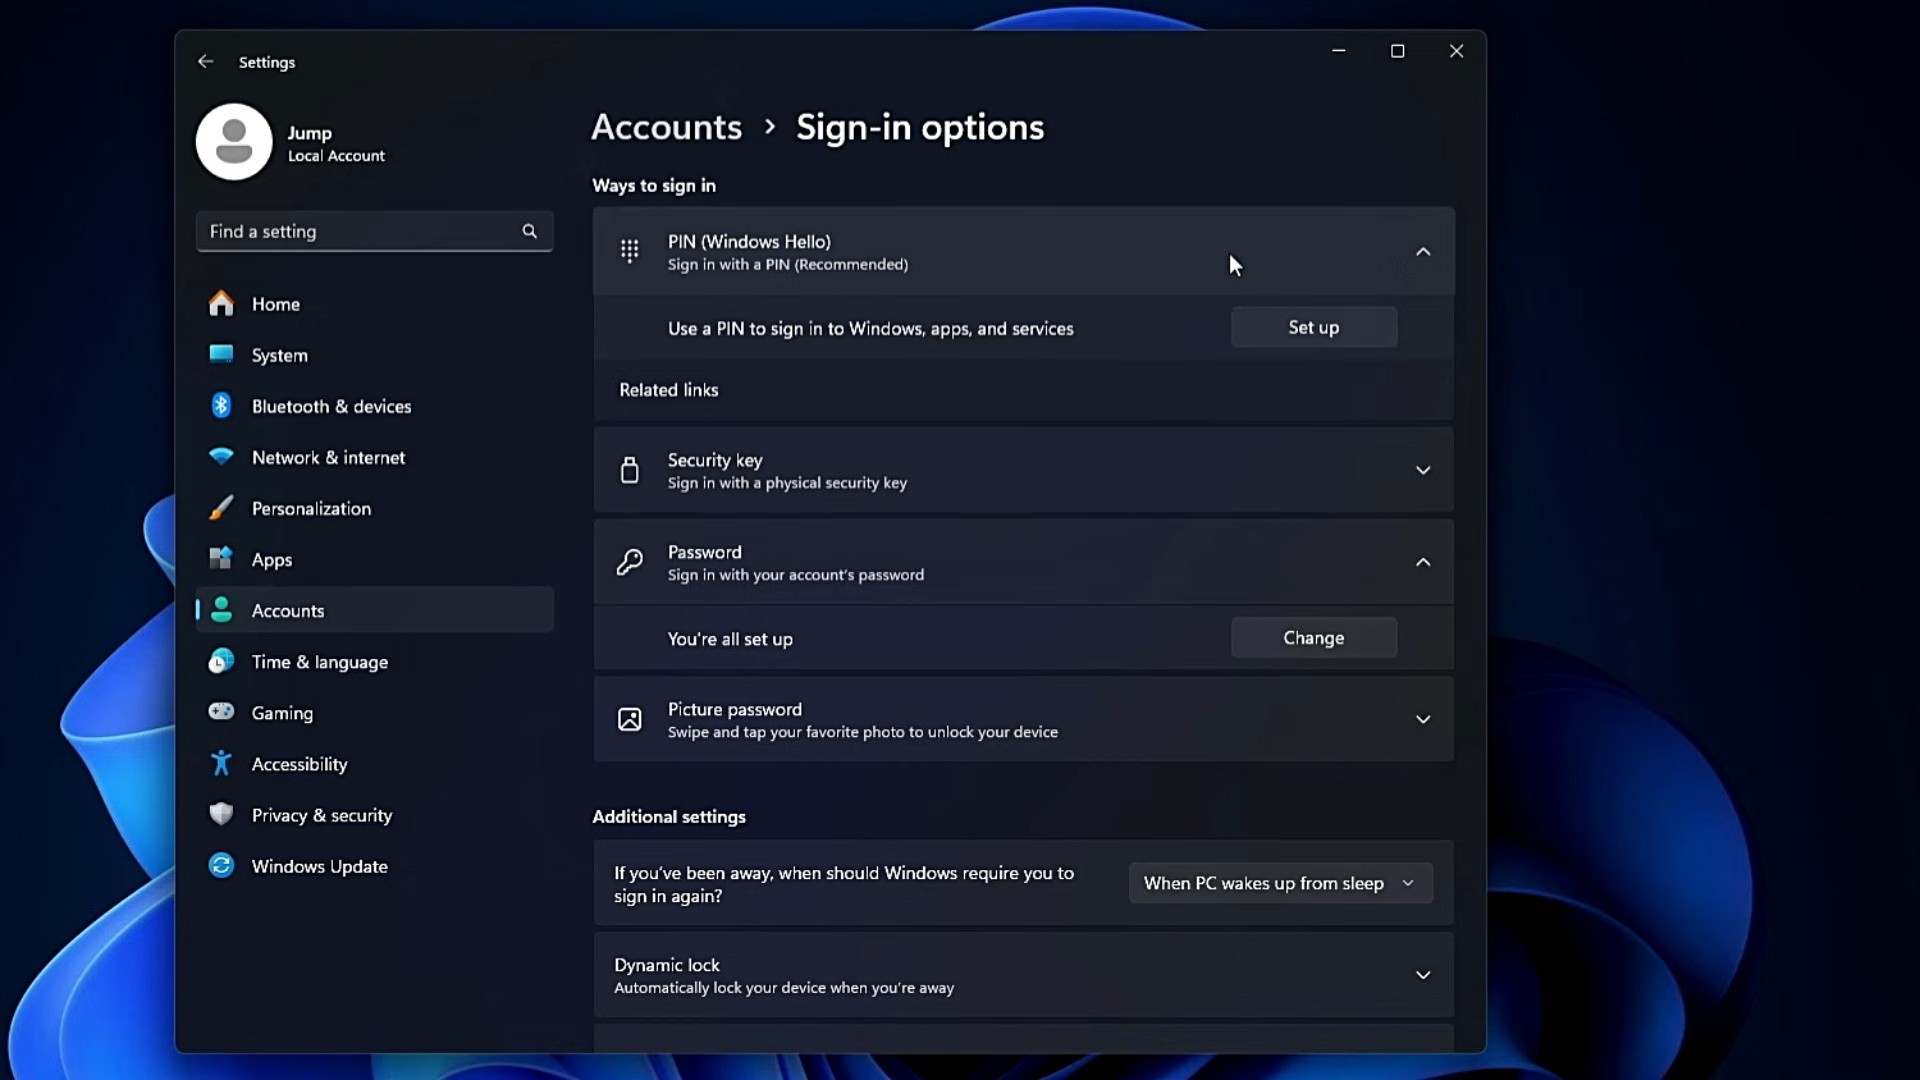 Settings
Jump
Local Account
Find a setting
Home
System
Bluetooth & devices
Network & internet
Personalization
Apps
Accounts
Time & language
Gaming
Accessibility
Privacy & security
Windows Update
Accounts > Sign-in options
Ways to sign in
PIN (Windows Hello)
Sign in with a PIN (Recommended)
Use a PIN to sign in to Windows, apps, and services
Set up
Related links
Security key
Sign in with a physical security key
Password
Sign in with your account's password
You're all set up
Change
Picture password
Swipe and tap your favorite photo to unlock your device
Additional settings
If you've been away, when should Windows require you to
sign in again?
When PC wakes up from sleep
Dynamic lock
Automatically lock your device when you're away